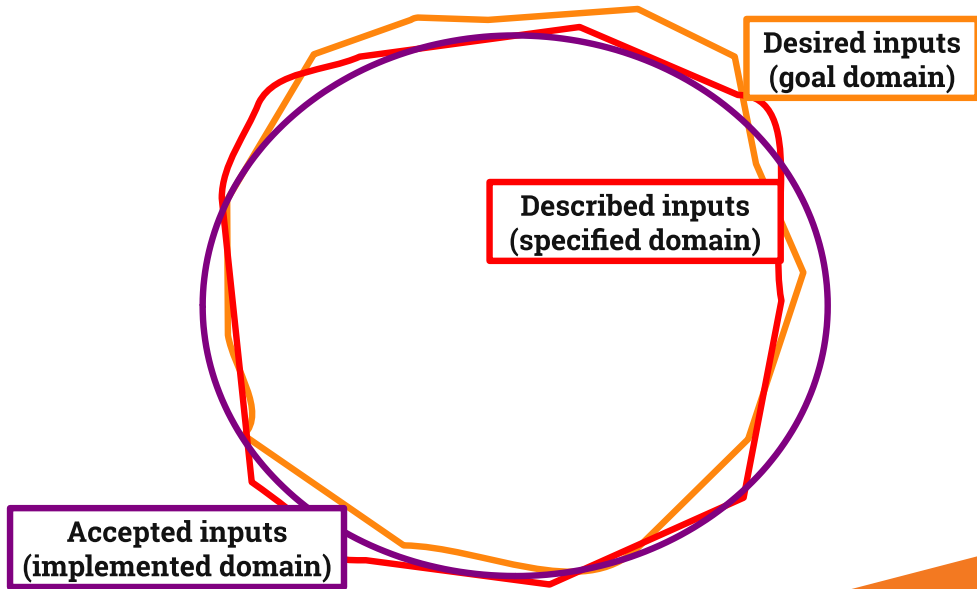 Desired inputs
(goal domain)
Described inputs
(specified domain)
Accepted inputs
(implemented domain)